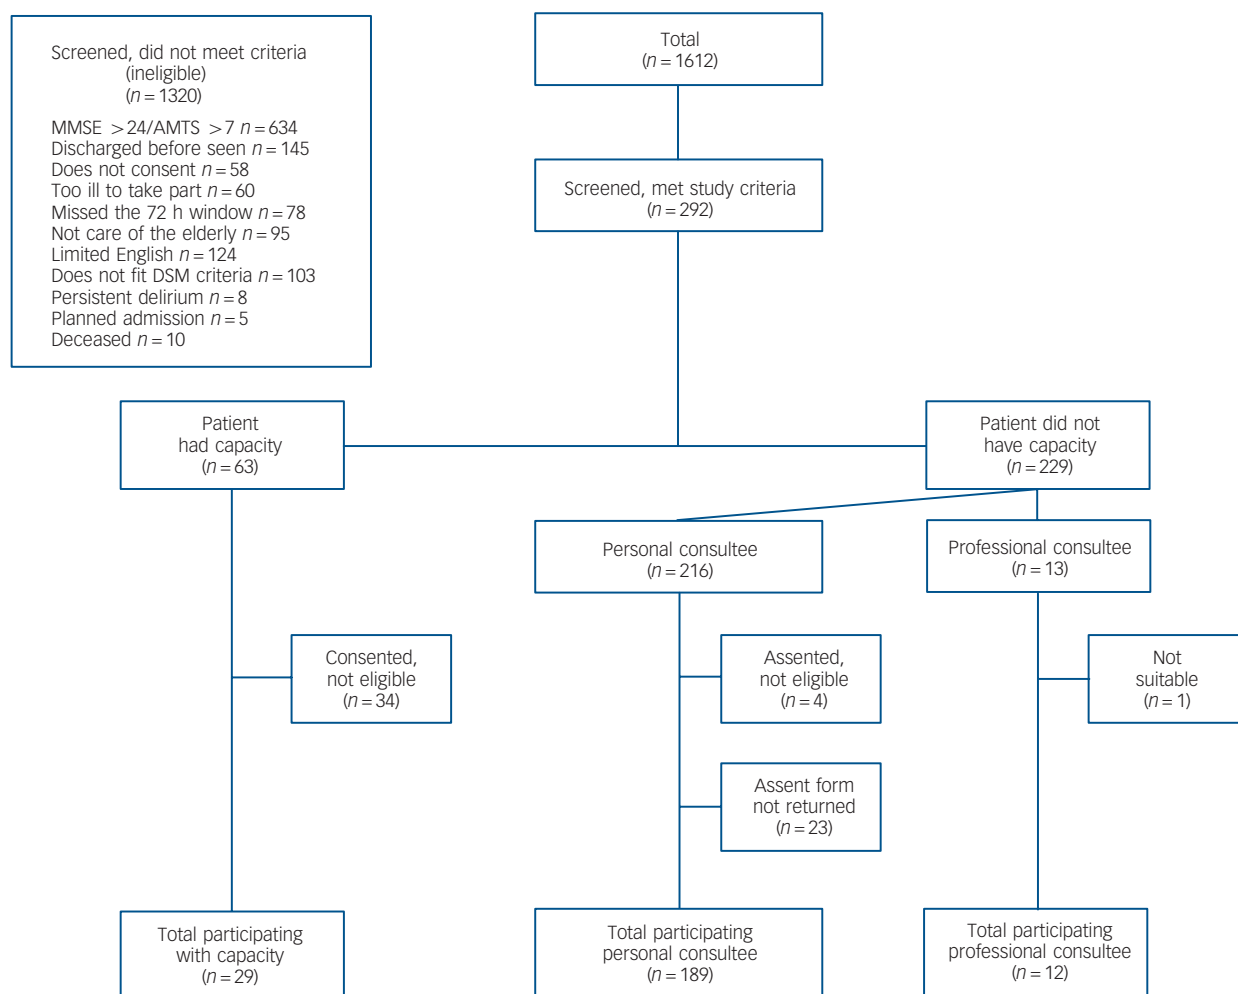 Screened, did not meet criteria
(ineligible)
(n = 1320)
MMSE >24/AMTS >7 n = 634
Discharged before seen n = 145
Does not consent n = 58
Too ill to take part n = 60
Missed the 72 h window n = 78
Not care of the elderly n = 95
Limited English n = 124
Does not fit DSM criteria n = 103
Persistent delirium n = 8
Planned admission n = 5
Deceased n = 10
Total
(n = 1612)
Screened, met study criteria
(n = 292)
Patient
had capacity
(n = 63)
Patient did not
have capacity
(n = 229)
Personal consultee
(n = 216)
Professional consultee
(n = 13)
Consented,
not eligible
(n = 34)
Assented,
not eligible
(n = 4)
Not
suitable
(n = 1)
Assent form
not returned
(n = 23)
Total participating
with capacity
(n = 29)
Total participating
personal consultee
(n = 189)
Total participating
professional consultee
(n = 12)